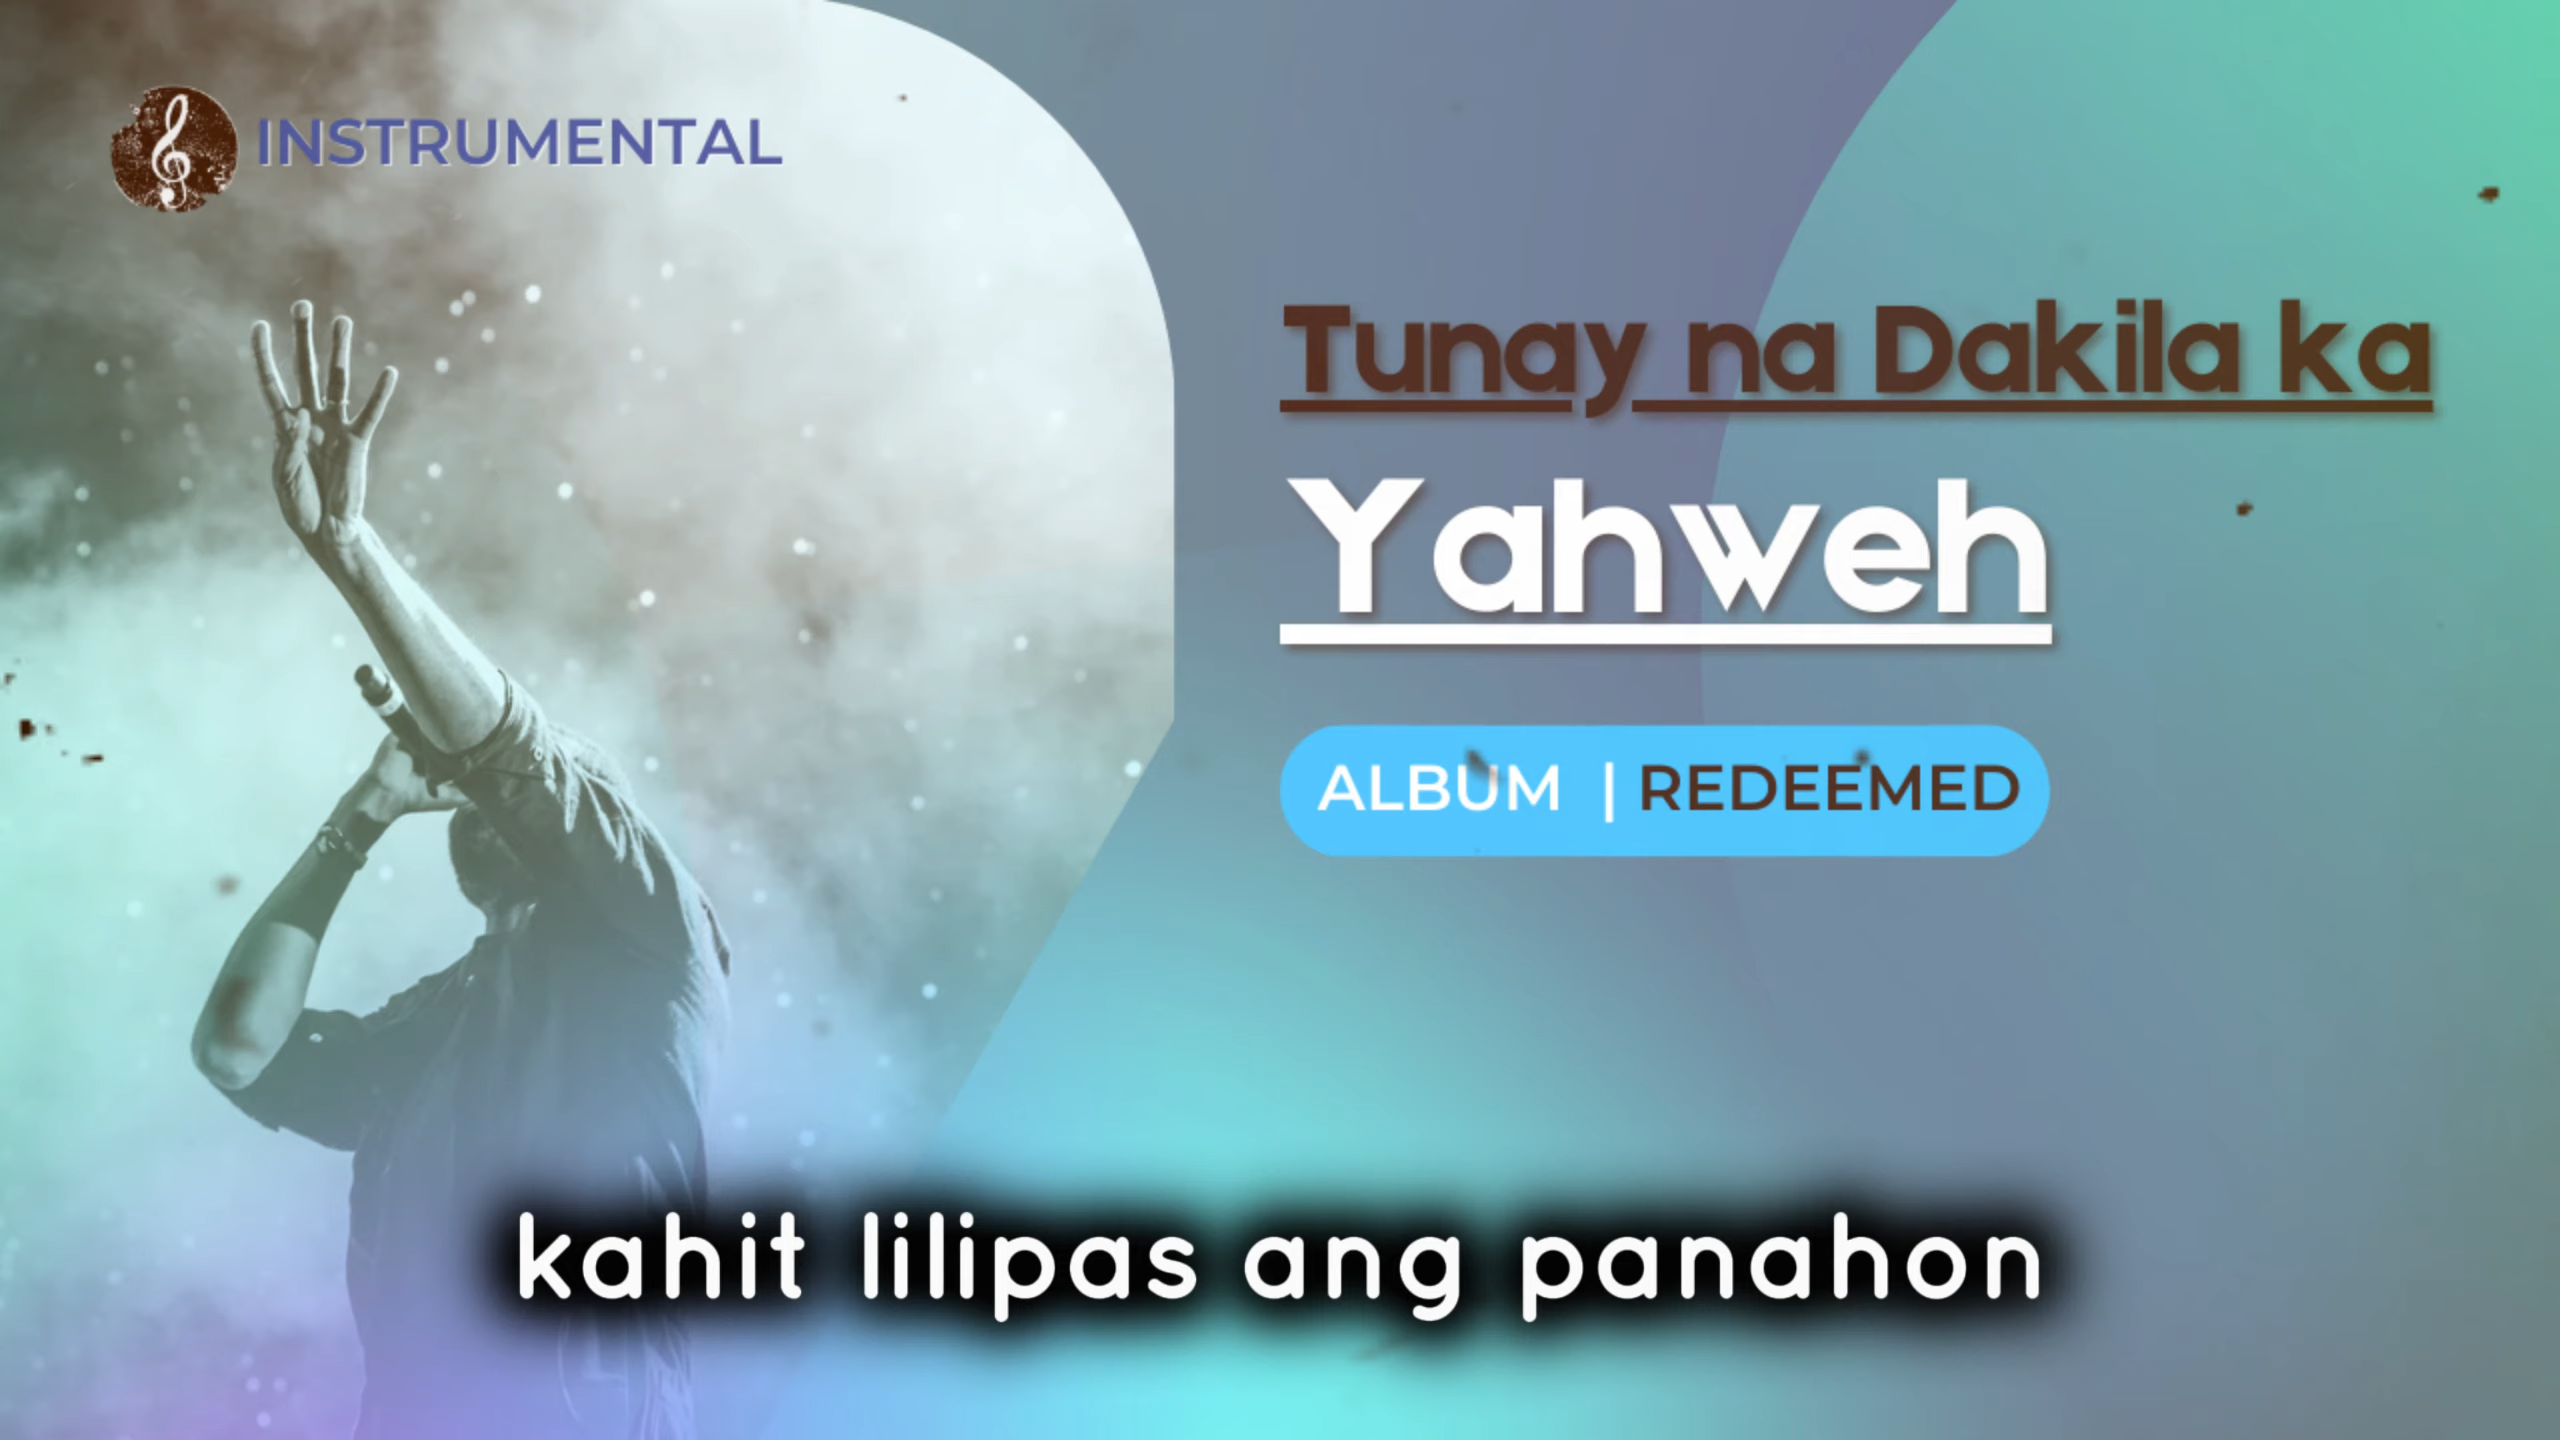 INSTRUMENTAL
Tunay na Dakila ka
Yahweh
ALBUM | REDEEMED
kahit lilipas ang panahon